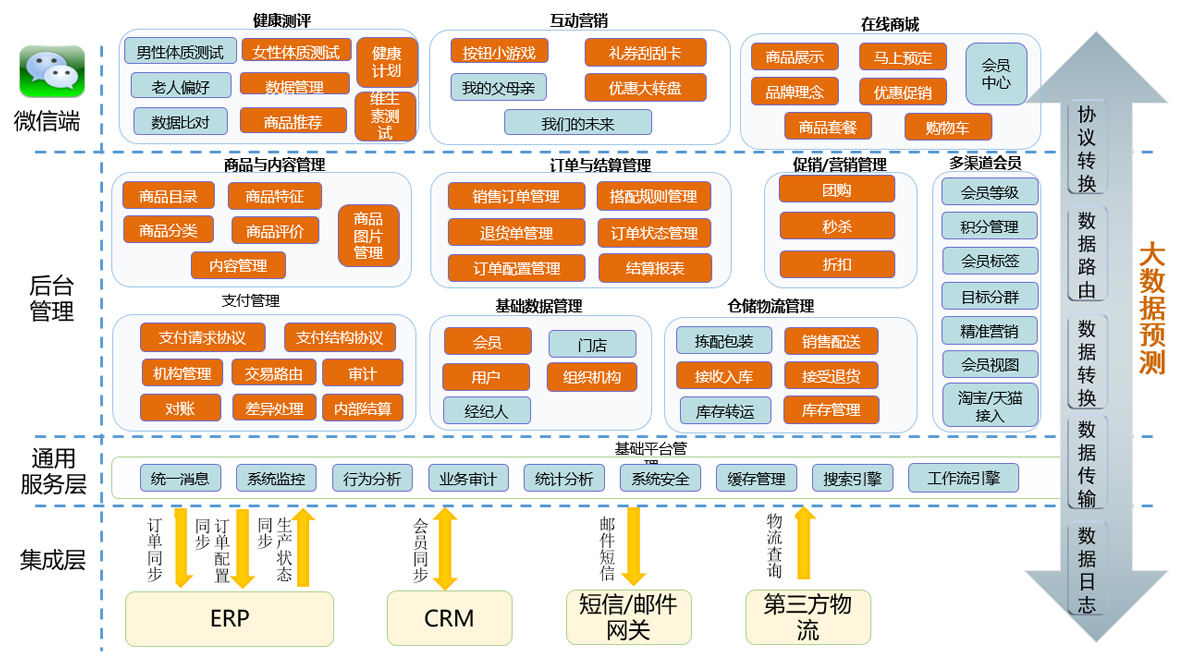 微信端
健康测评
男性体质测试
女性体质测试
健康
计划
老人偏好
数据管理
维生
素测
试
数据比对
商品推荐
互动营销
按钮小游戏
礼券刮刮卡
我的父母亲
优惠大转盘
我们的未来
在线商城
商品展示
马上预定
会员
中心
品牌理念
优惠促销
商品套餐
购物车
后台
管理
商品与内容管理
商品目录
商品特征
商品
图片
管理
商品分类
商品评价
内容管理
订单与结算管理
销售订单管理
搭配规则管理
退货单管理
订单状态管理
订单配置管理
结算报表
促销/营销管理
团购
秒杀
折扣
多渠道会员
会员等级
积分管理
会员标签
目标分群
精准营销
会员视图
淘宝/天猫
接入
支付管理
支付请求协议
支付结构协议
机构管理
交易路由
审计
对账
差异处理
内部结算
基础数据管理
会员
门店
用户
组织机构
经纪人
仓储物流管理
拣配包装
销售配送
接收入库
接受退货
库存转运
库存管理
通用
服务层
基础平台管
理
统一消息
系统监控
行为分析
业务审计
统计分析
系统安全
缓存管理
搜索引擎
工作流引擎
集成层
订单同步
同步
订单配置
同步
生产状态
会员同步
邮件短信
物流查询
ERP
CRM
短信/邮件
网关
第三方物
流
协议转换
数据路由
数据转换
数据传输
数据日志
大数据预测